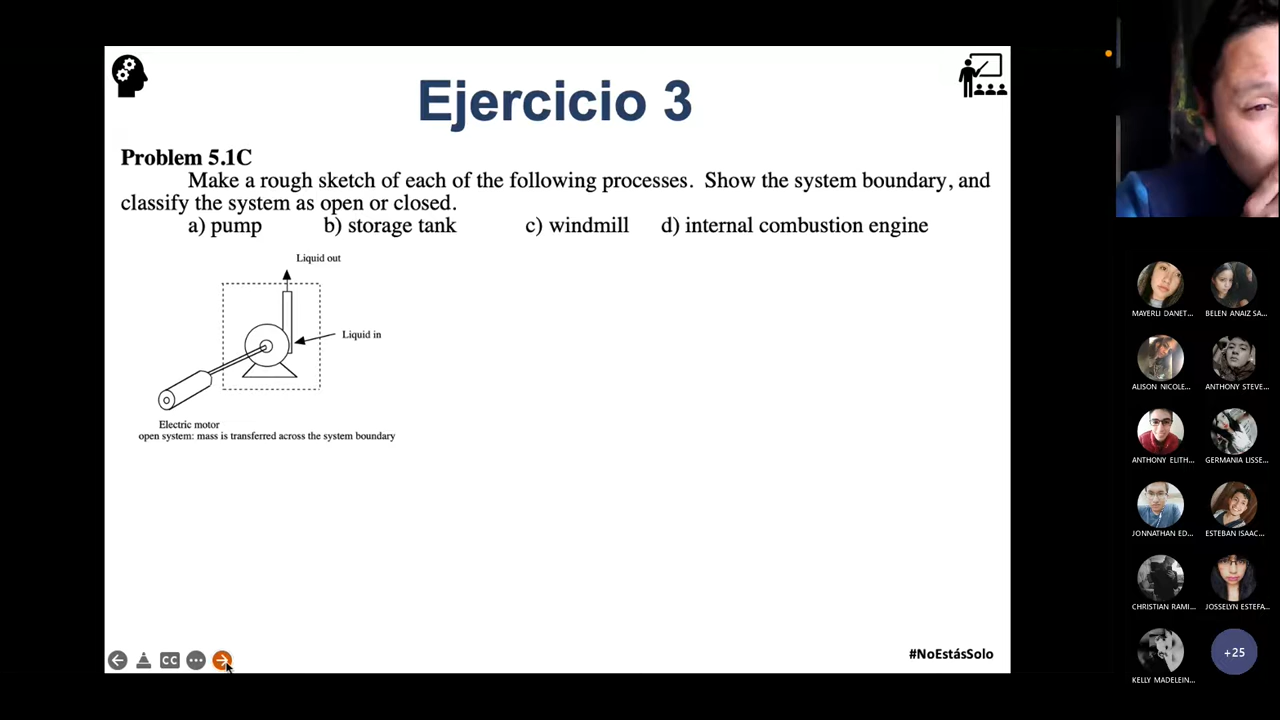 Ejercicio 3
Problem 5.1C
Make a rough sketch of each of the following processes. Show the system boundary, and
classify the system as open or closed.
a) pump b) storage tank c) windmill d) internal combustion engine
Liquid out
Liquid in
Electric motor
open system: mass is transferred across the system boundary
CC
#NoEstásSolo
MAYERLI DANET...
BELEN ANAIZ SA...
ALISON NICOLE...
ANTHONY STEVE...
ANTHONY ELITH...
GERMANIA LISSE...
JONNATHAN ED...
ESTEBAN ISAAC...
CHRISTIAN RAMI...
JOSSELYN ESTEFA...
KELLY MADELEIN...
+25